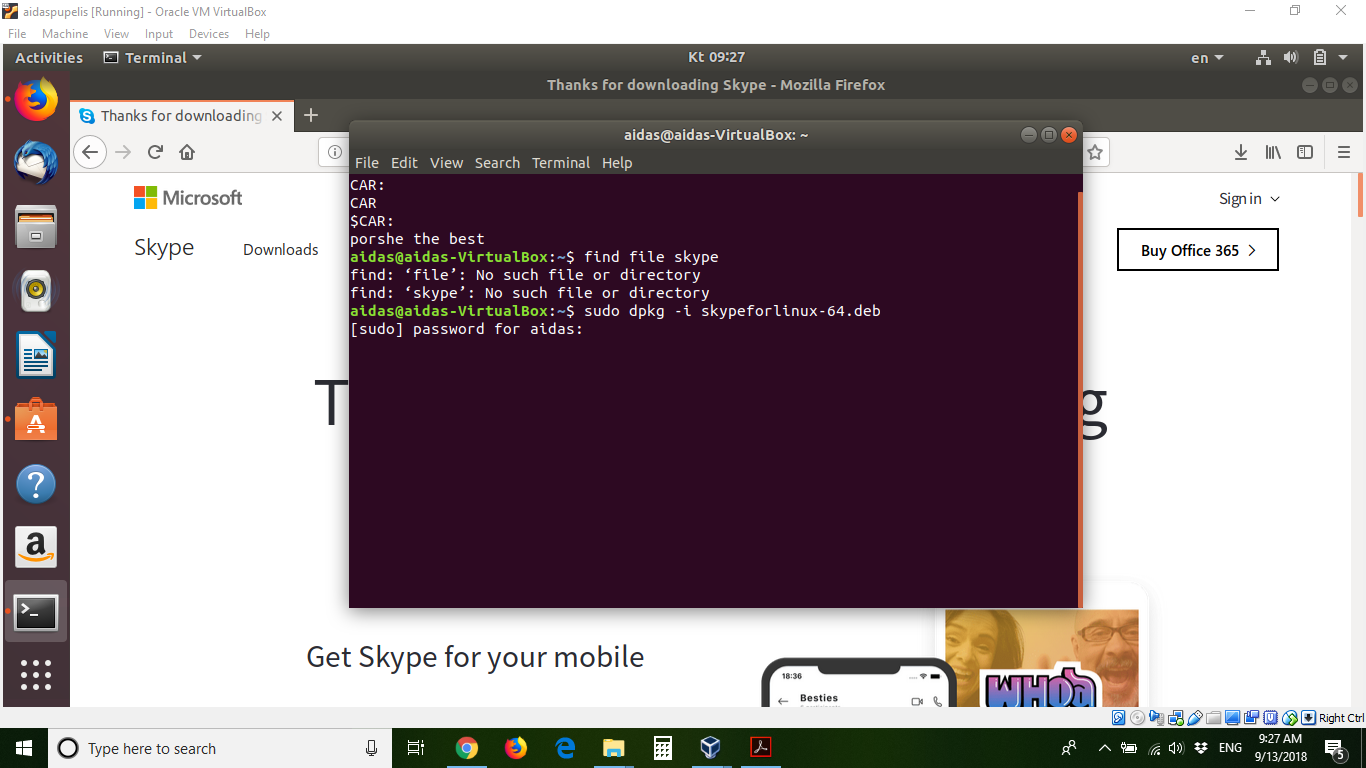 aidaspupelis [Running] - Oracle VM VirtualBox
File Machine View Input Devices Help
Activities Terminal Kt 09:27 en
Thanks for downloading Skype - Mozilla Firefox
Thanks for downloading
aidas@aidas-VirtualBox: ~
File Edit View Search Terminal Help
CAR:
CAR
$CAR:
porshe the best
aidas@aidas-VirtualBox:~$ find file skype
find: ‘file’: No such file or directory
find: ‘skype’: No such file or directory
aidas@aidas-VirtualBox:~$ sudo dpkg -i skypeforlinux-64.deb
[sudo] password for aidas:
Microsoft
Sign in
Skype Downloads
Buy Office 365
T g
Get Skype for your mobile
18:36
Besties
WHOA
Right Ctrl
Type here to search
ENG
9:27 AM
9/13/2018
5